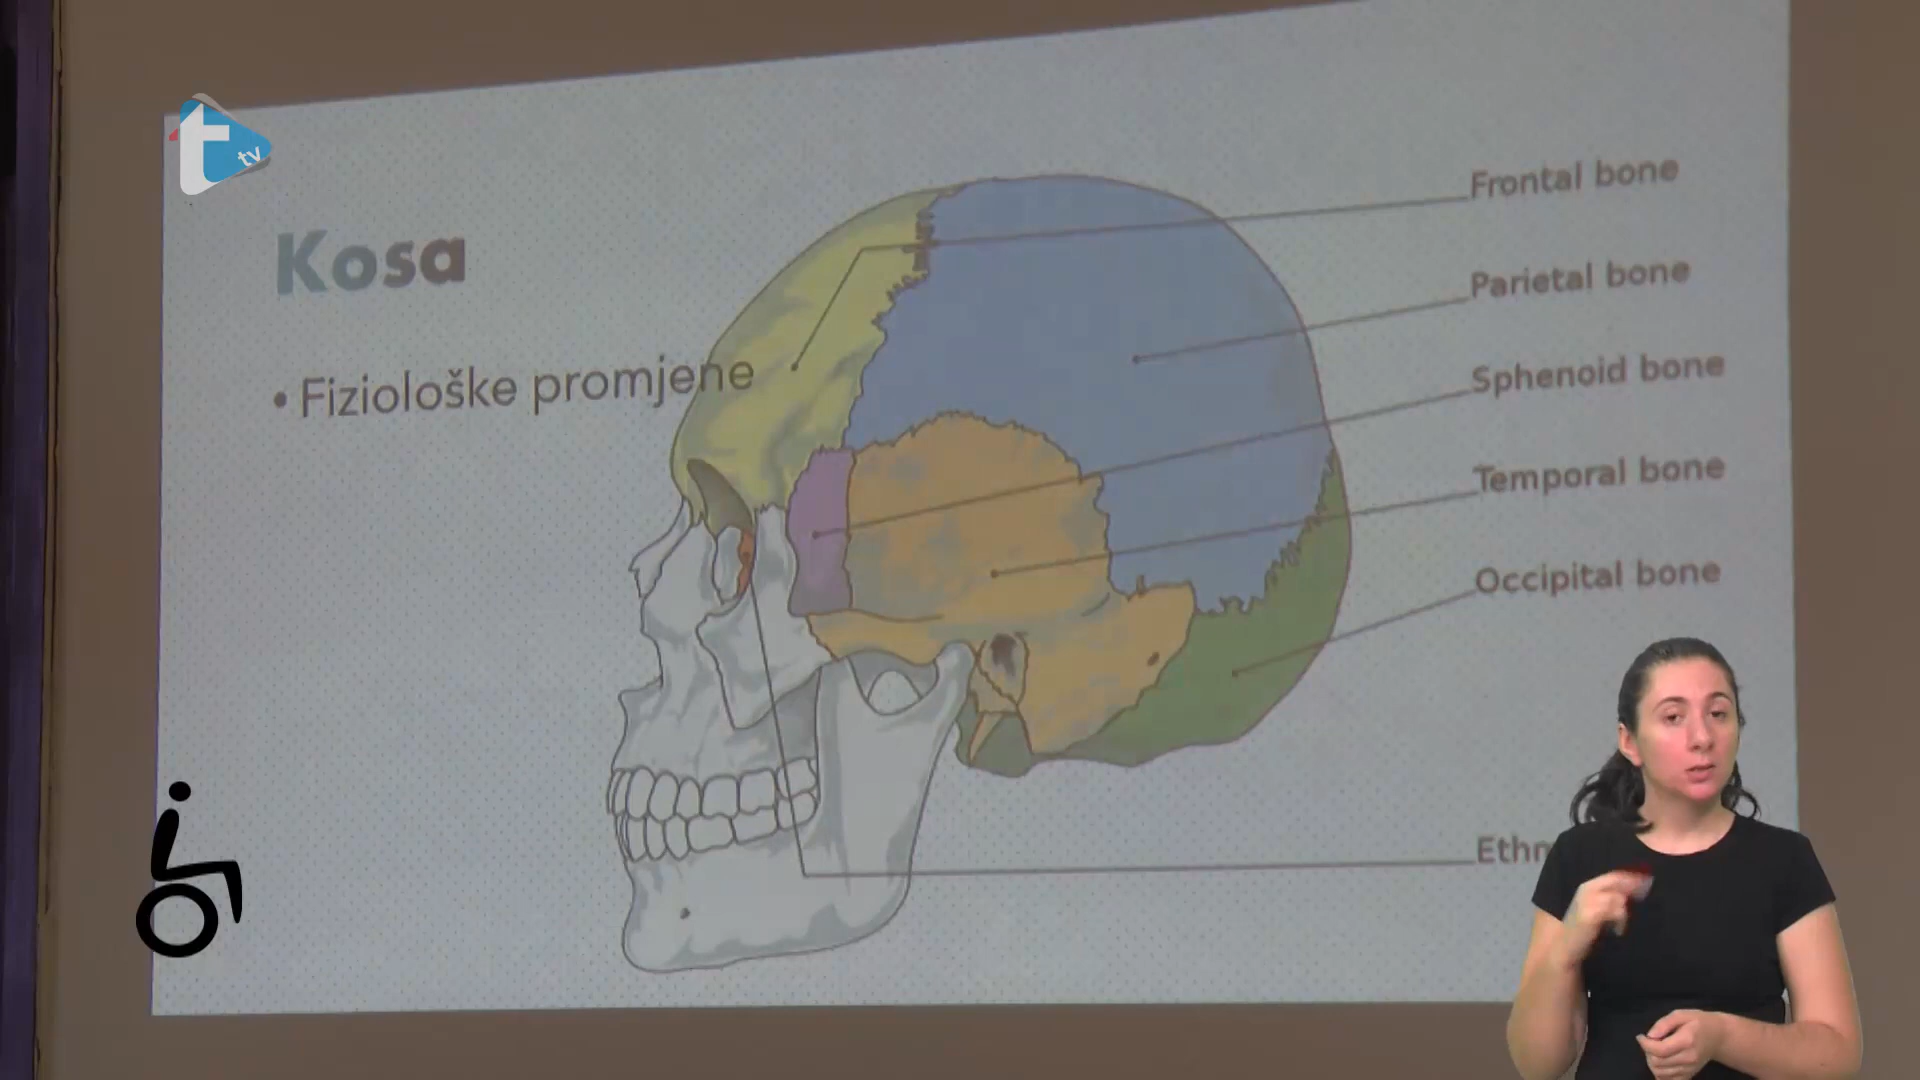 t tv
Kosa
• Fiziološke promjene
Frontal bone
Parietal bone
Sphenoid bone
Temporal bone
Occipital bone